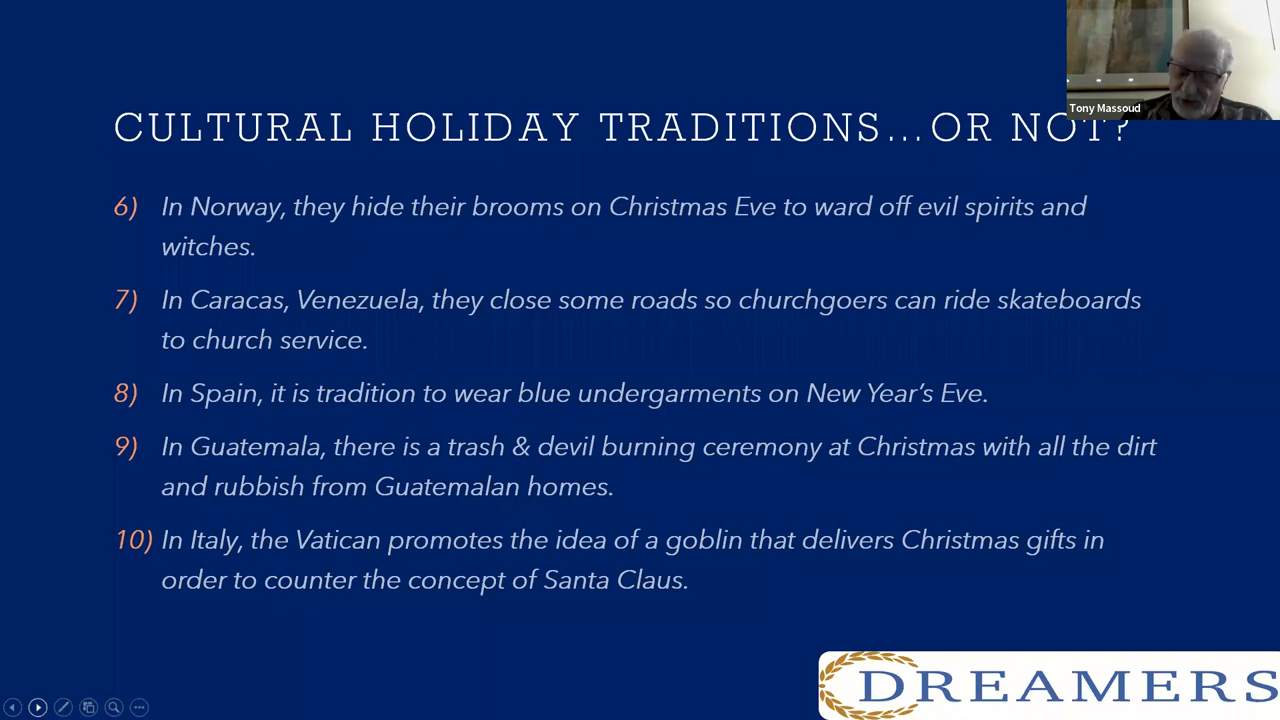 Tony Massoud
CULTURAL HOLIDAY TRADITIONS...OR NOT?
6) In Norway, they hide their brooms on Christmas Eve to ward off evil spirits and
witches.
7) In Caracas, Venezuela, they close some roads so churchgoers can ride skateboards
to church service.
8) In Spain, it is tradition to wear blue undergarments on New Year’s Eve.
9) In Guatemala, there is a trash & devil burning ceremony at Christmas with all the dirt
and rubbish from Guatemalan homes.
10) In Italy, the Vatican promotes the idea of a goblin that delivers Christmas gifts in
order to counter the concept of Santa Claus.
DREAMERS